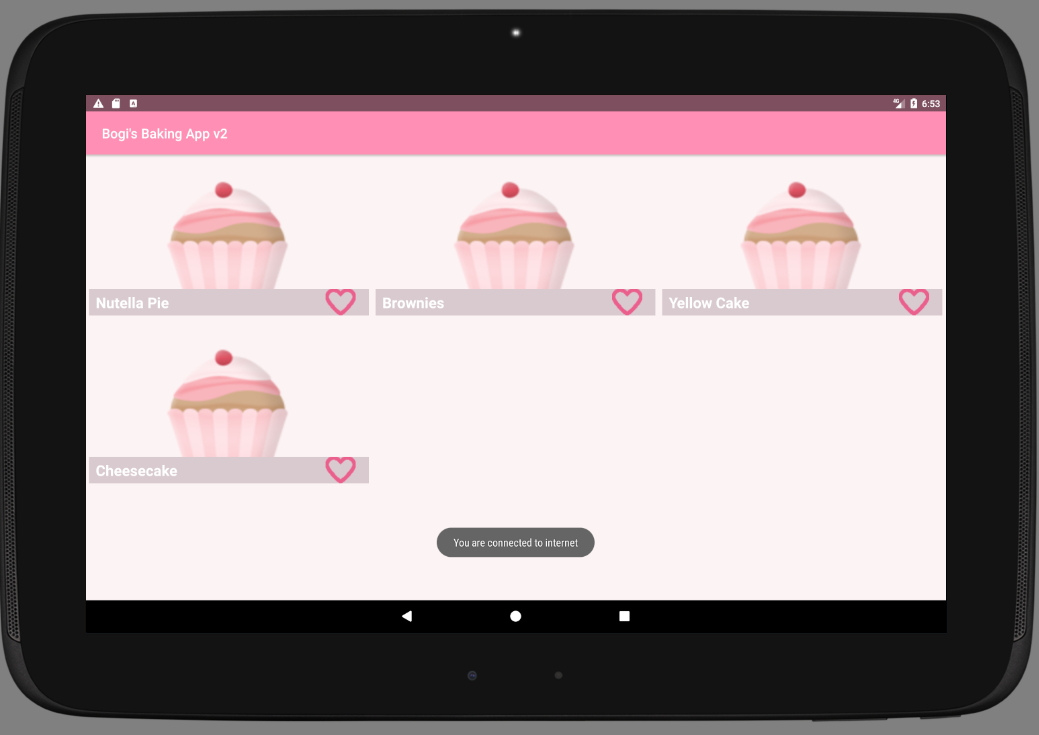 6:53
Bogi's Baking App v2
Nutella Pie
Brownies
Yellow Cake
Cheesecake
You are connected to internet